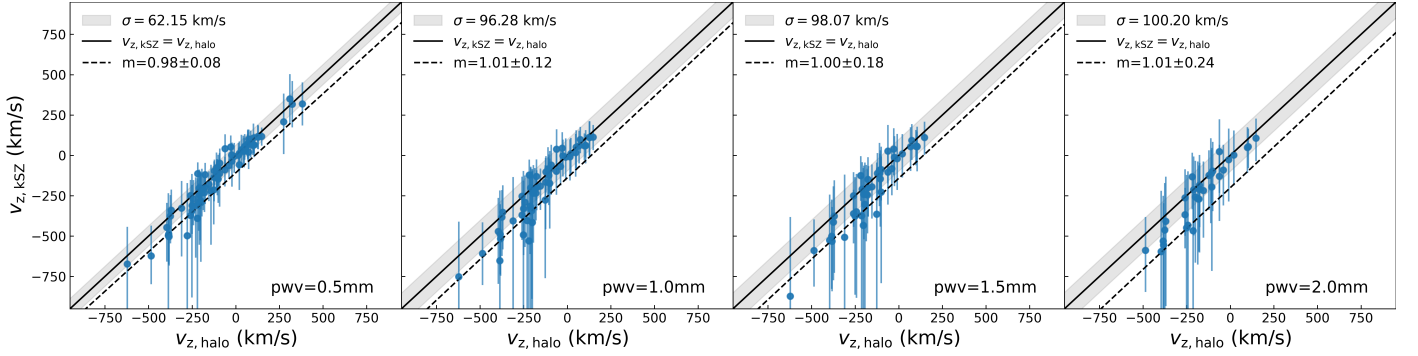 σ = 62.15 km/s
v_z, kSZ = v_z, halo
m=0.98±0.08
pwv=0.5mm
750
500
250
0
−250
−500
−750
v_z, kSZ (km/s)
−750 −500 −250 0 250 500 750
v_z, halo (km/s)
σ = 96.28 km/s
v_z, kSZ = v_z, halo
m=1.01±0.12
pwv=1.0mm
−750 −500 −250 0 250 500 750
v_z, halo (km/s)
σ = 98.07 km/s
v_z, kSZ = v_z, halo
m=1.00±0.18
pwv=1.5mm
−750 −500 −250 0 250 500 750
v_z, halo (km/s)
σ = 100.20 km/s
v_z, kSZ = v_z, halo
m=1.01±0.24
pwv=2.0mm
−750 −500 −250 0 250 500 750
v_z, halo (km/s)